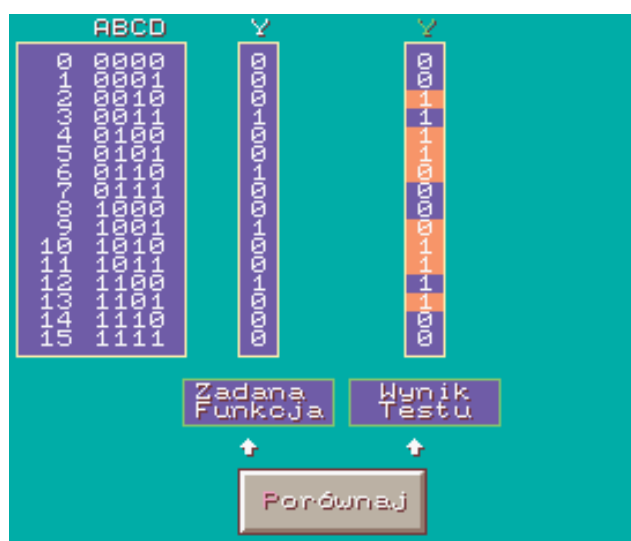 ABCD Y Y
0 0000 0 0
1 0001 0 0
2 0010 0 1
3 0011 1 1
4 0100 0 1
5 0101 0 1
6 0110 1 0
7 0111 0 0
8 1000 0 0
9 1001 1 0
10 1010 0 1
11 1011 0 1
12 1100 1 1
13 1101 0 1
14 1110 0 0
15 1111 0 0
Zadana Wynik
Funkcja Testu
Porównaj